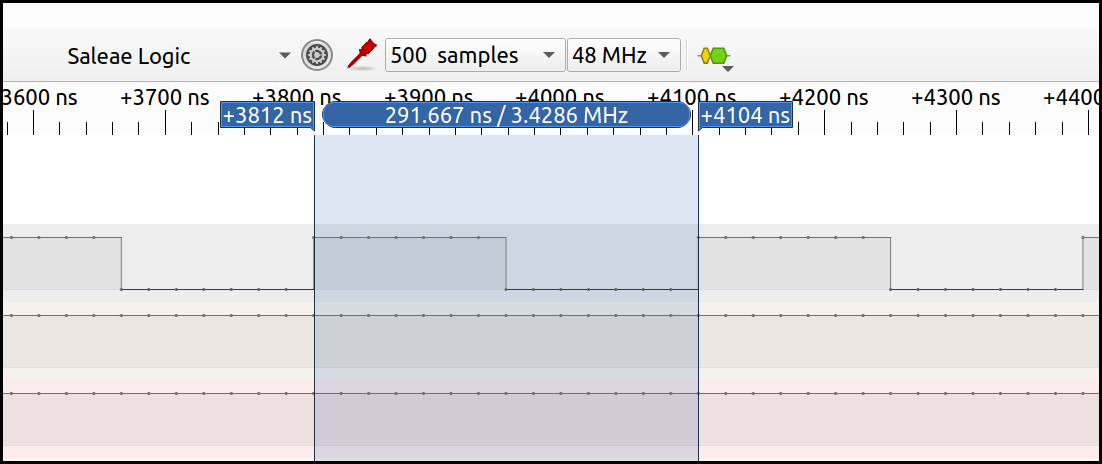 Saleae Logic 500 samples 48 MHz
3600 ns +3700 ns +3800 ns +3900 ns +4000 ns +4100 ns +4200 ns +4300 ns +4400
+3812 ns 291.667 ns / 3.4286 MHz +4104 ns